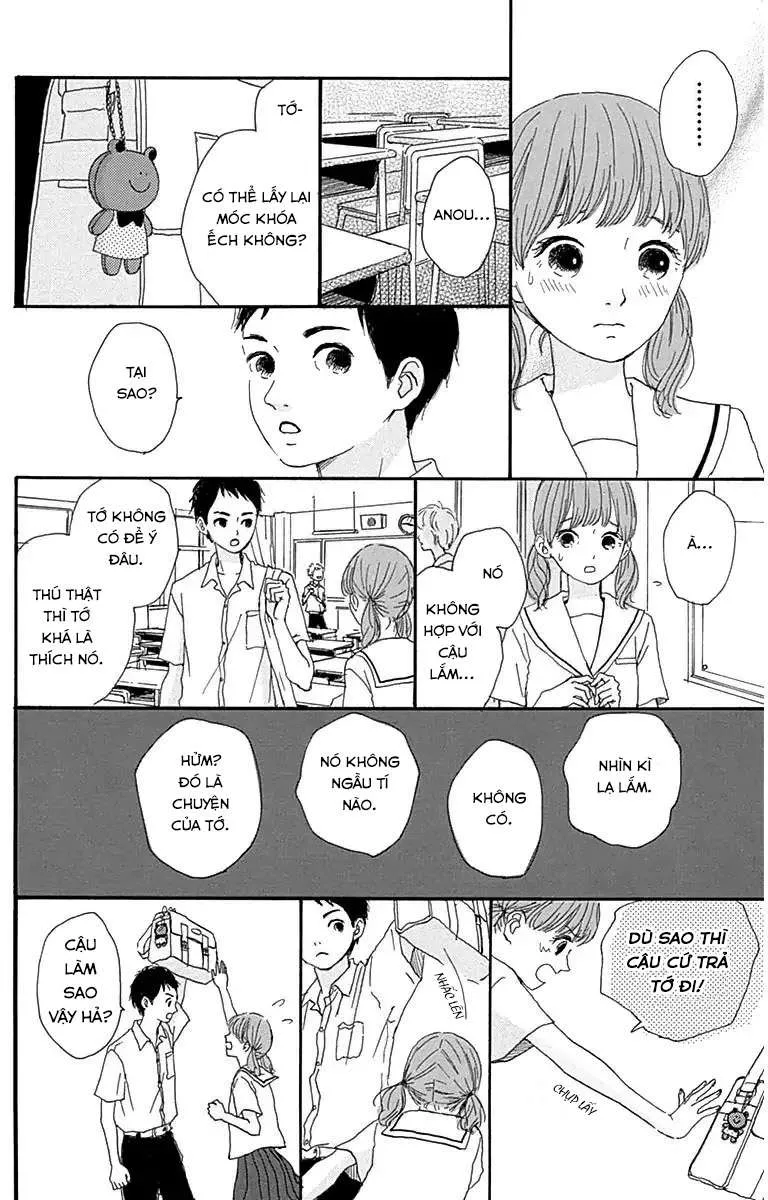 .........
ANOU...
TỚ-
CÓ THỂ LẤY LẠI
MÓC KHÓA
ẾCH KHÔNG?
TẠI
SAO?
À...
NÓ
KHÔNG
HỢP VỚI
CẬU
LẮM...
TỚ KHÔNG
CÓ ĐỂ Ý
ĐÂU.
THÚ THẬT
THÌ TỚ
KHÁ LÀ
THÍCH NÓ.
NHÌN KÌ
LẠ LẮM.
KHÔNG
CÓ.
NÓ KHÔNG
NGẦU TÍ
NÀO.
HỬM?
ĐÓ LÀ
CHUYỆN
CỦA TỚ.
DÙ SAO THÌ
CẬU CỨ TRẢ
TỚ ĐI!
CHỤP LẤY
NHẤC LÊN
CẬU
LÀM
SAO
VẬY HẢ?